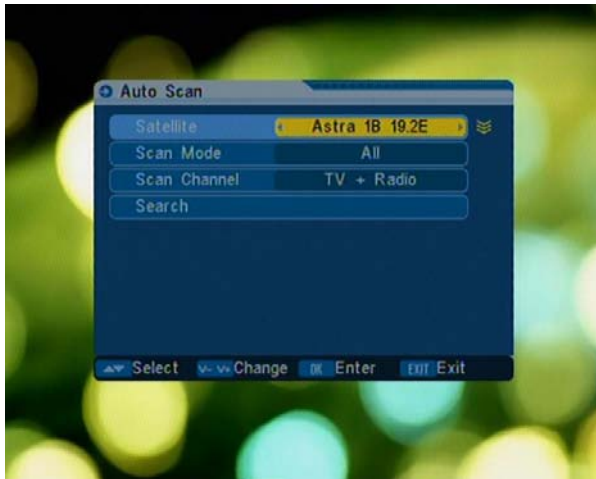 Auto Scan
Satellite Astra 1B 19.2E
Scan Mode All
Scan Channel TV + Radio
Search
Select V- V+ Change OK Enter EXIT Exit